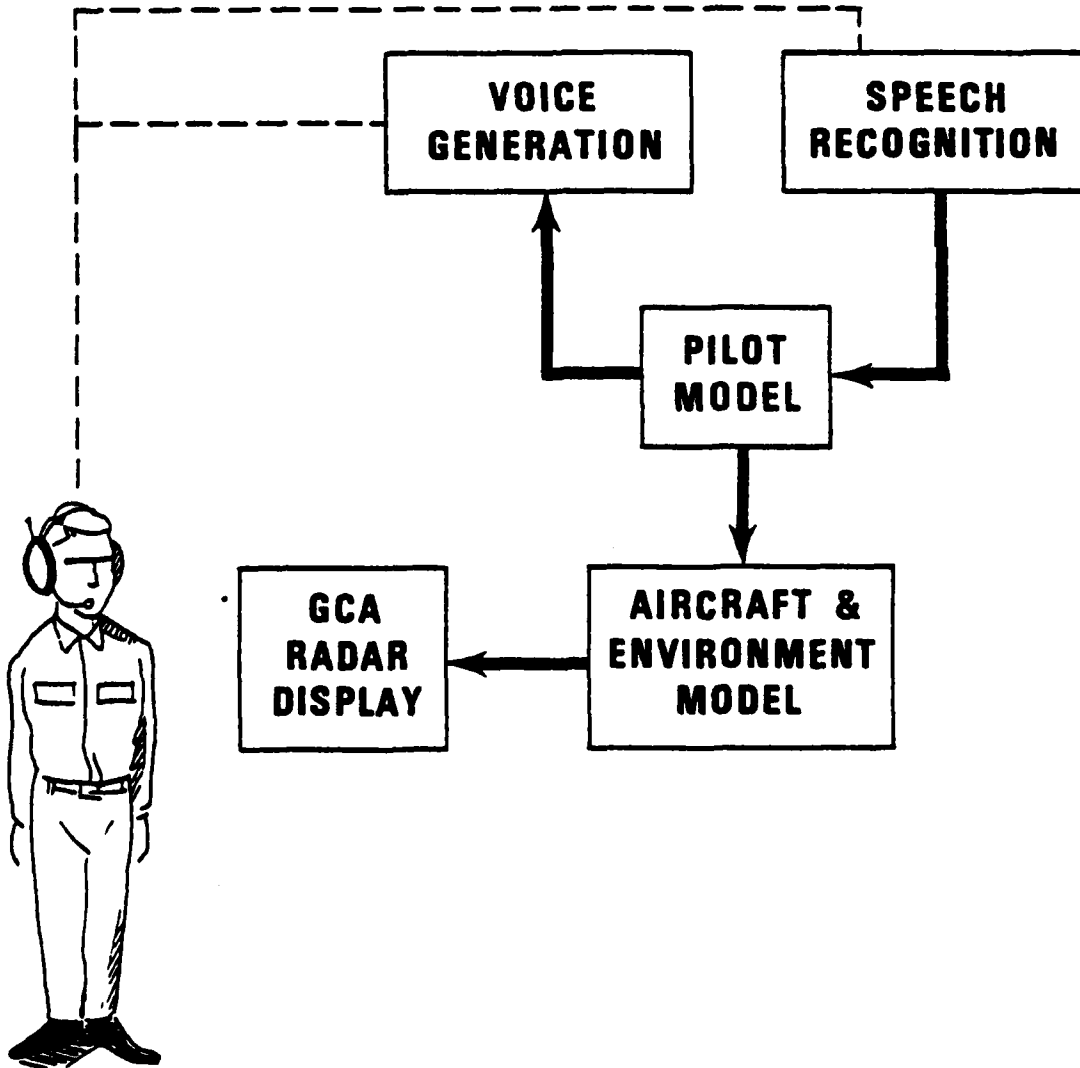 VOICE
GENERATION
SPEECH
RECOGNITION
PILOT
MODEL
GCA
RADAR
DISPLAY
AIRCRAFT &
ENVIRONMENT
MODEL